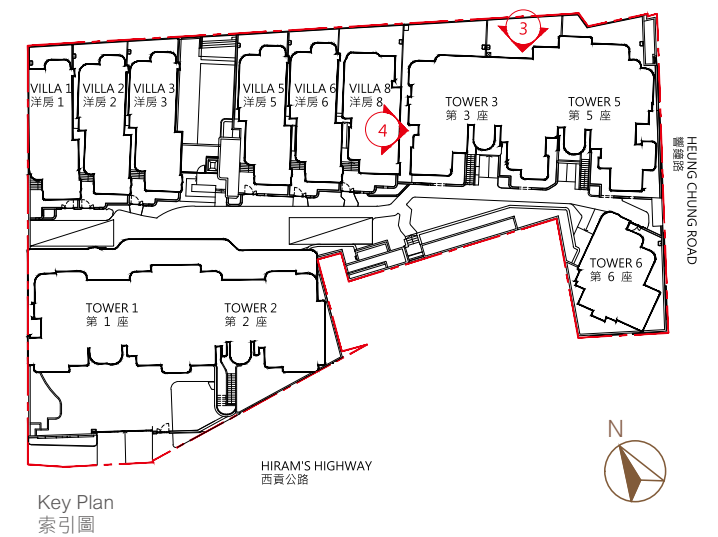 3
VILLA 1
洋房 1
VILLA 2
洋房 2
VILLA 3
洋房 3
VILLA 5
洋房 5
VILLA 6
洋房 6
VILLA 8
洋房 8
4
TOWER 3
第 3 座
TOWER 5
第 5 座
HEUNG CHUNG ROAD
響鐘路
TOWER 6
第 6 座
TOWER 1
第 1 座
TOWER 2
第 2 座
HIRAM'S HIGHWAY
西貢公路
N
Key Plan
索引圖